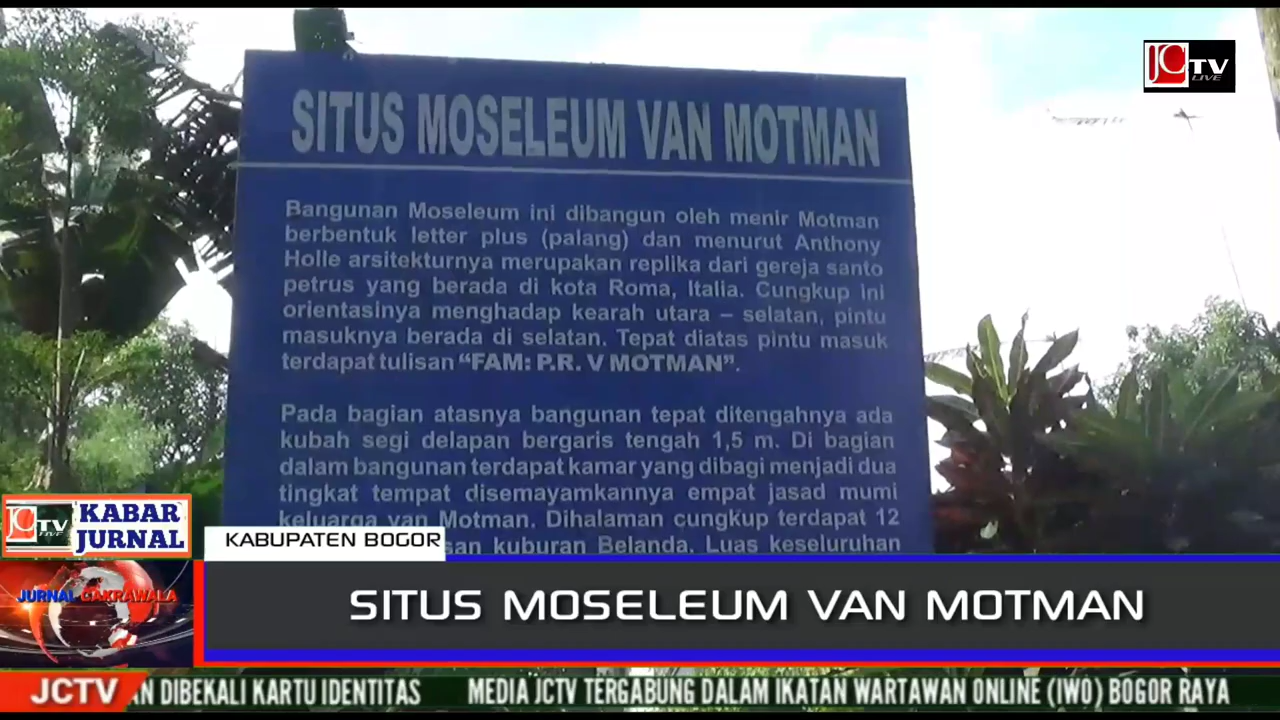 JCTV
LIVE
SITUS MOSELEUM VAN MOTMAN
Bangunan Moseleum ini dibangun oleh menir Motman
berbentuk letter plus (palang) dan menurut Anthony
Holle arsitekturnya merupakan replika dari gereja santo
petrus yang berada di kota Roma, Italia. Cungkup ini
orientasinya menghadap kearah utara – selatan, pintu
masuknya berada di selatan. Tepat diatas pintu masuk
terdapat tulisan “FAM: P.R. V MOTMAN”.
Pada bagian atasnya bangunan tepat ditengahnya ada
kubah segi delapan bergaris tengah 1,5 m. Di bagian
dalam bangunan terdapat kamar yang dibagi menjadi dua
tingkat tempat disemayamkannya empat jasad mumi
keluarga van Motman. Dihalaman cungkup terdapat 12
kuburan Belanda. Luas keseluruhan
JCTV
LIVE
KABAR
JURNAL
KABUPATEN BOGOR
JURNAL CAKRAWALA
SITUS MOSELEUM VAN MOTMAN
JCTV
AN DIBEKALI KARTU IDENTITAS MEDIA JCTV TERGABUNG DALAM IKATAN WARTAWAN ONLINE (IWO) BOGOR RAYA